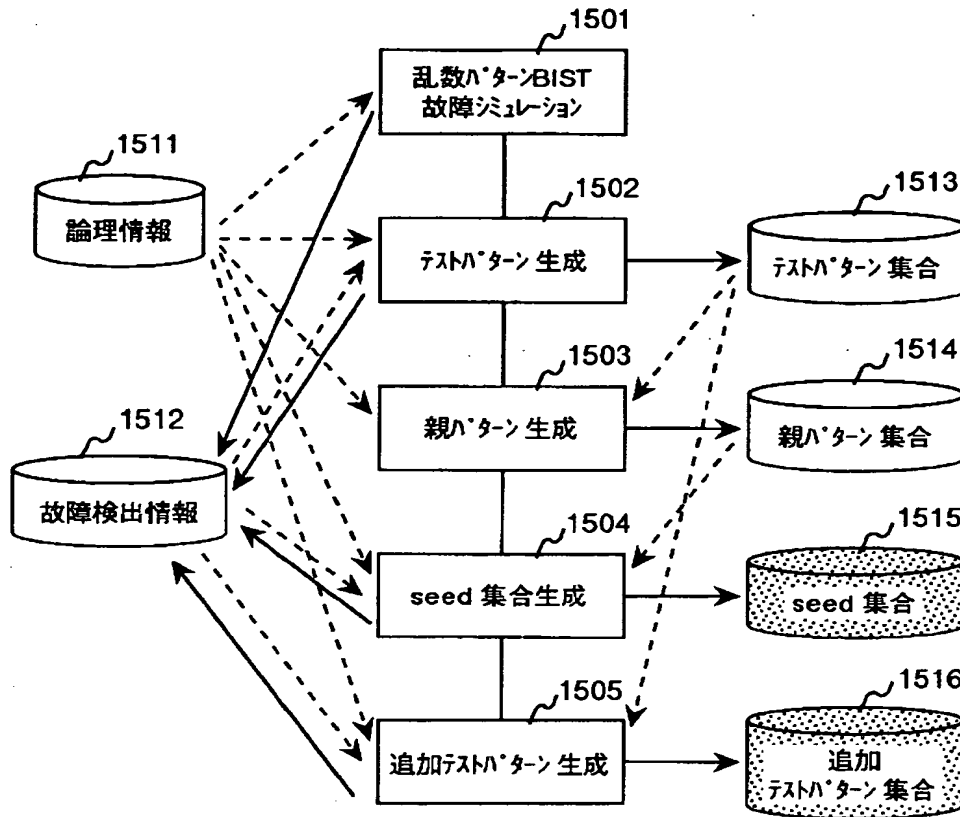 1501
乱数ﾊﾟﾀｰﾝBIST
故障ｼﾐｭﾚｰｼｮﾝ
1511
論理情報
1502
ﾃｽﾄﾊﾟﾀｰﾝ 生成
1513
ﾃｽﾄﾊﾟﾀｰﾝ 集合
1503
親ﾊﾟﾀｰﾝ 生成
1514
親ﾊﾟﾀｰﾝ 集合
1512
故障検出情報
1504
seed 集合生成
1515
seed 集合
1505
追加ﾃｽﾄﾊﾟﾀｰﾝ 生成
1516
追加
ﾃｽﾄﾊﾟﾀｰﾝ 集合